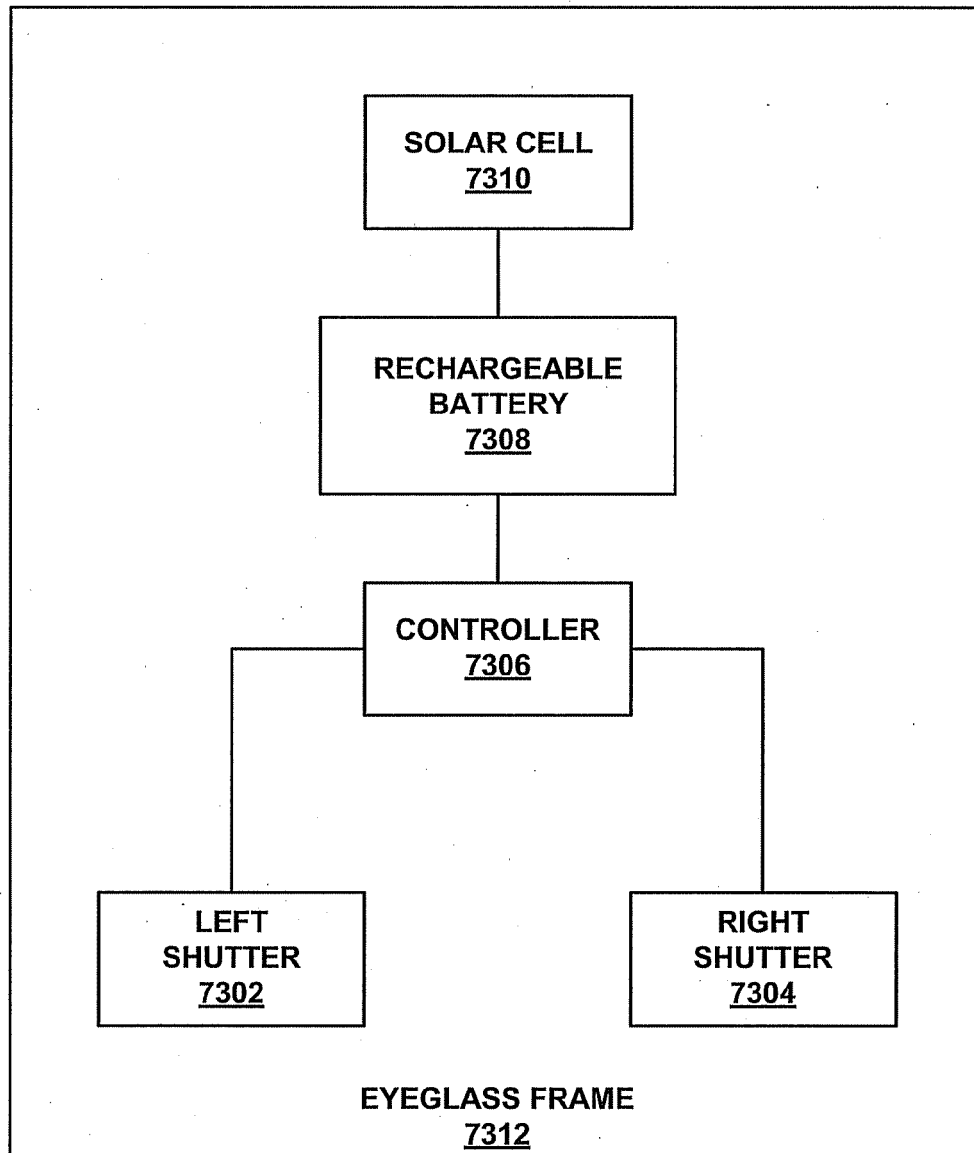 SOLAR CELL
7310
RECHARGEABLE
BATTERY
7308
CONTROLLER
7306
LEFT
SHUTTER
7302
RIGHT
SHUTTER
7304
EYEGLASS FRAME
7312